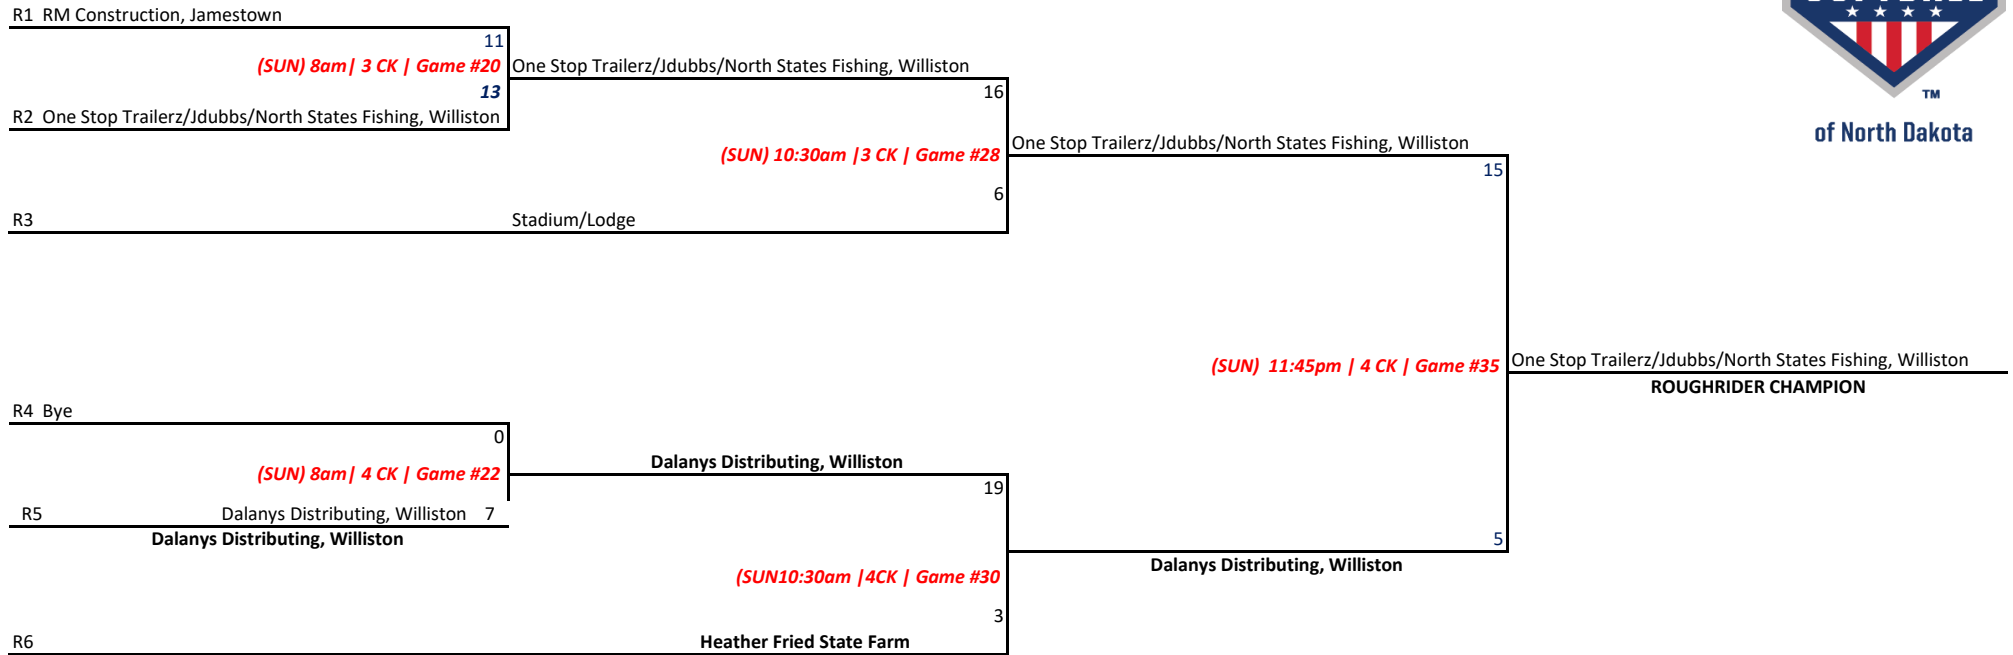 R1 RM Construction, Jamestown
11
(SUN) 8am| 3 CK | Game #20
One Stop Trailerz/Jdubbs/North States Fishing, Williston
13
16
R2 One Stop Trailerz/Jdubbs/North States Fishing, Williston
TM
of North Dakota
(SUN) 10:30am |3 CK | Game #28
One Stop Trailerz/Jdubbs/North States Fishing, Williston
15
6
R3 Stadium/Lodge
(SUN) 11:45pm | 4 CK | Game #35
One Stop Trailerz/Jdubbs/North States Fishing, Williston
ROUGHRIDER CHAMPION
R4 Bye
0
(SUN) 8am| 4 CK | Game #22
Dalanys Distributing, Williston
19
R5 Dalanys Distributing, Williston 7
Dalanys Distributing, Williston
5
Dalanys Distributing, Williston
(SUN10:30am |4CK | Game #30
3
R6 Heather Fried State Farm